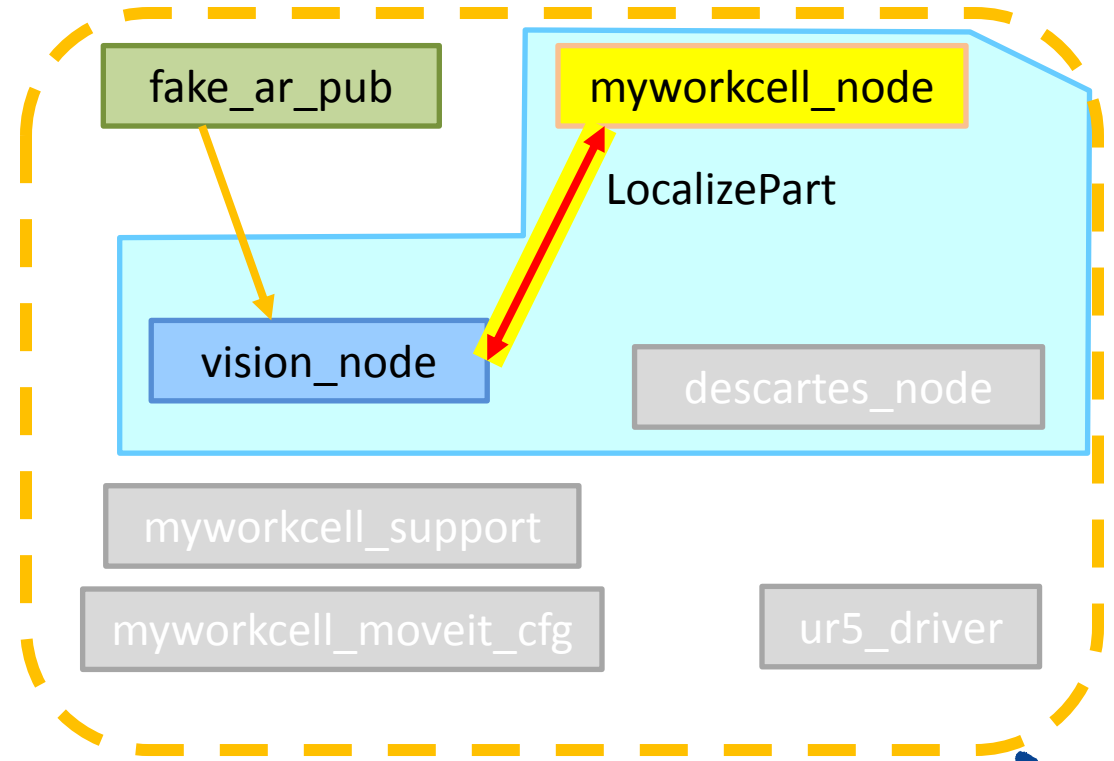 fake_ar_pub
myworkcell_node
LocalizePart
vision_node
descartes_node
myworkcell_support
myworkcell_moveit_cfg
ur5_driver